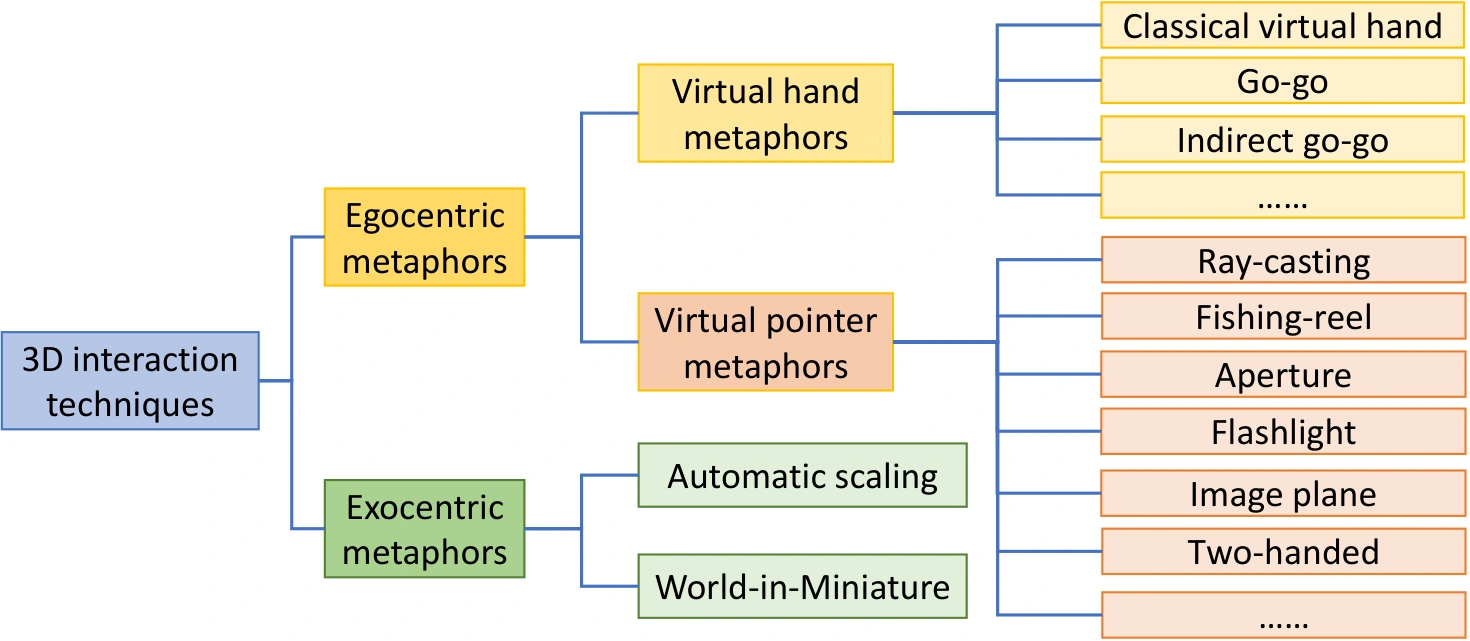 3D interaction
techniques
Egocentric
metaphors
Virtual hand
metaphors
Classical virtual hand
Go-go
Indirect go-go
......
Virtual pointer
metaphors
Ray-casting
Fishing-reel
Aperture
Flashlight
Image plane
Two-handed
......
Exocentric
metaphors
Automatic scaling
World-in-Miniature